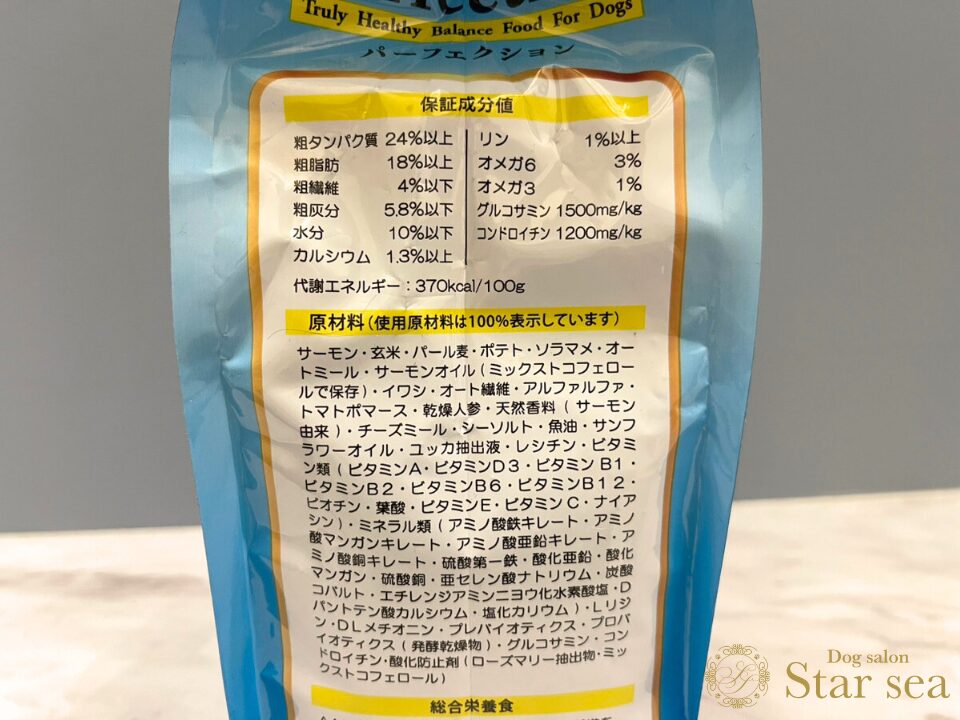 Truly Healthy Balance Food For Dogs
パーフェクション
保証成分値
粗タンパク質 24%以上
粗脂肪 18%以上
粗繊維 4%以下
粗灰分 5.8%以下
水分 10%以下
カルシウム 1.3%以上
リン 1%以上
オメガ6 3%
オメガ3 1%
グルコサミン 1500mg/kg
コンドロイチン 1200mg/kg
代謝エネルギー：370kcal/100g
原材料（使用原材料は100%表示しています）
サーモン・玄米・パール麦・ポテト・ソラマメ・オー
トミール・サーモンオイル（ミックストコフェロー
ルで保存）・イワシ・オート繊維・アルファルファ・
トマトポマース・乾燥人参・天然香料（サーモン
由来）・チーズミール・シーソルト・魚油・サンフ
ラワーオイル・ユッカ抽出液・レシチン・ビタミ
ン類（ビタミンA・ビタミンD3・ビタミンB1・
ビタミンB2・ビタミンB6・ビタミンB12・
ビオチン・葉酸・ビタミンE・ビタミンC・ナイア
シン）・ミネラル類（アミノ酸鉄キレート・アミノ
酸マンガンキレート・アミノ酸亜鉛キレート・ア
ミノ酸銅キレート・硫酸第一鉄・酸化亜鉛・酸化
マンガン・硫酸銅・亜セレン酸ナトリウム・炭酸
コバルト・エチレンジアミンニヨウ化水素酸塩・D
パントテン酸カルシウム・塩化カリウム）・Lリジ
ン・DLメチオニン・プレバイオティクス・プロバ
イオティクス（発酵乾燥物）・グルコサミン・コン
ドロイチン・酸化防止剤（ローズマリー抽出物・ミッ
クストコフェロール）
総合栄養食
Dog salon
Star sea